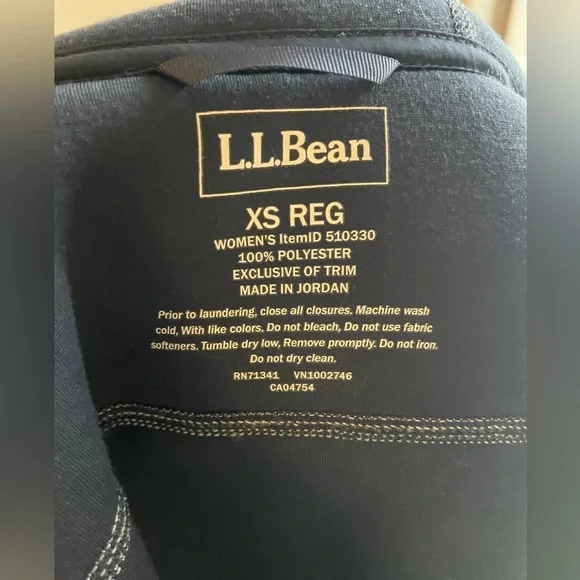 L.L.Bean
XS REG
WOMEN'S ItemID 510330
100% POLYESTER
EXCLUSIVE OF TRIM
MADE IN JORDAN
Prior to laundering, close all closures. Machine wash
cold, With like colors. Do not bleach, Do not use fabric
softeners. Tumble dry low, Remove promptly. Do not iron.
Do not dry clean.
RN71341 VN1002746
CA04754